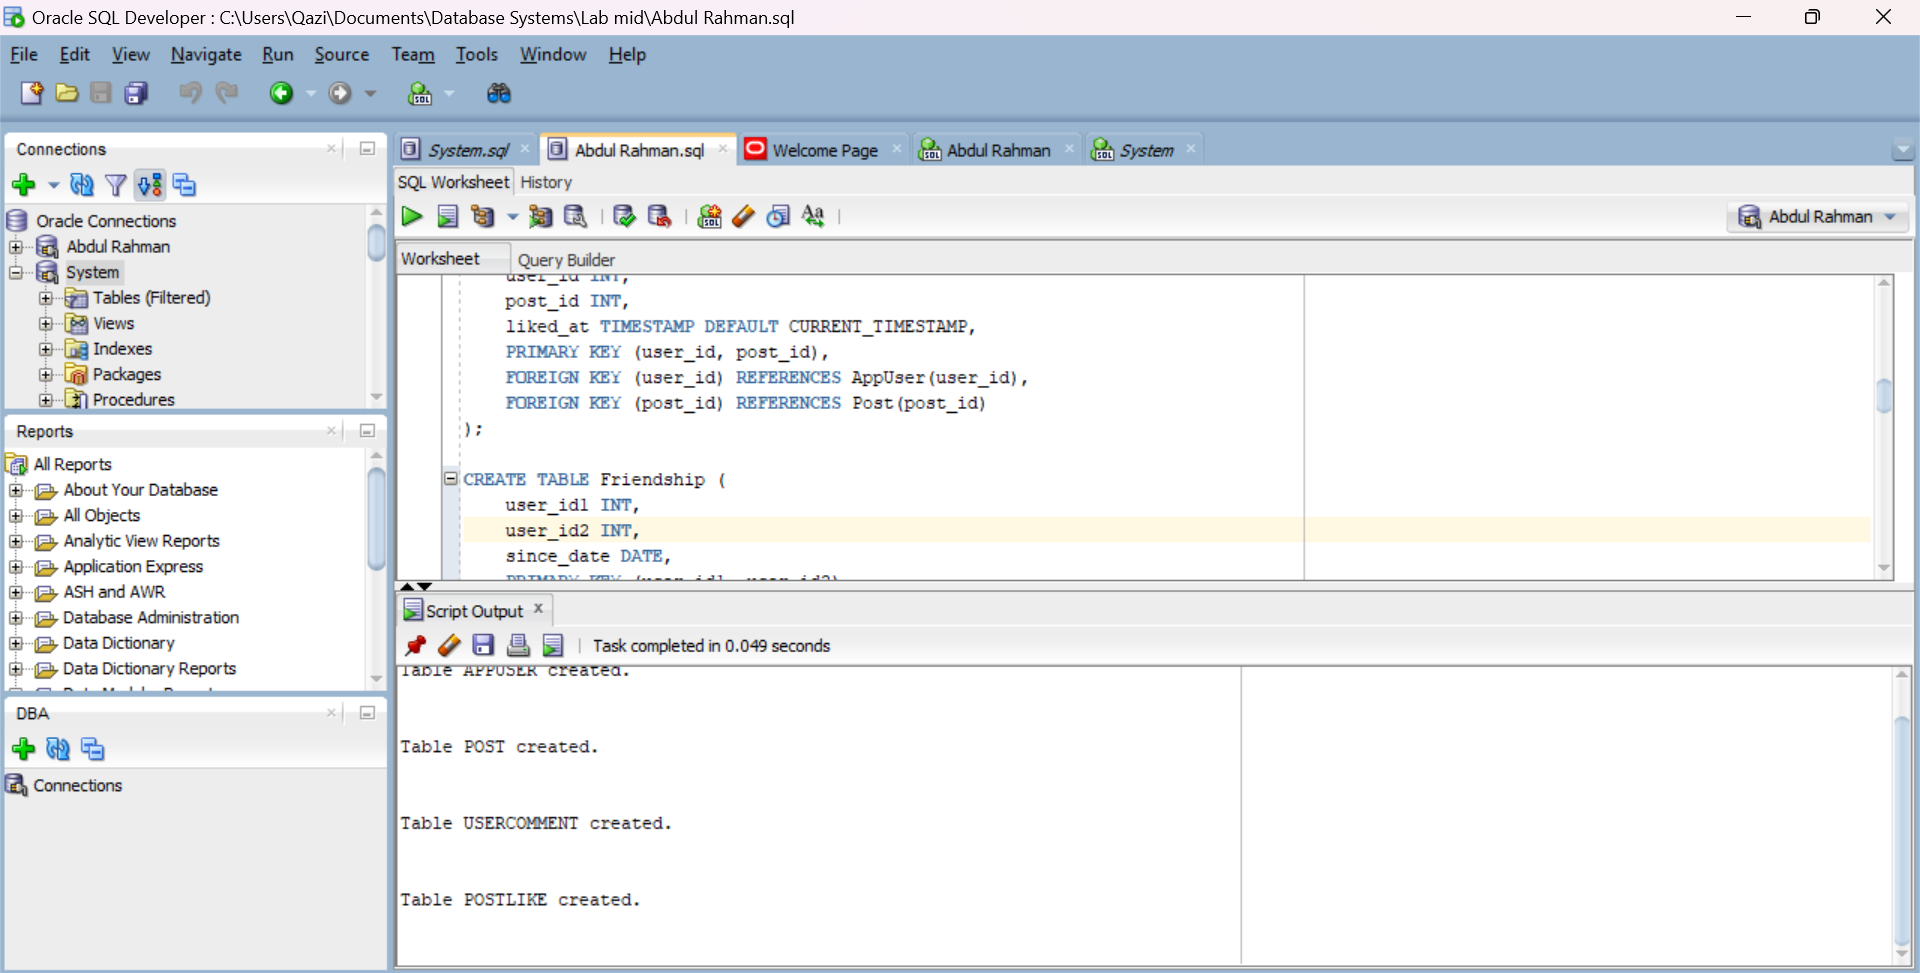 Oracle SQL Developer : C:\Users\Qazi\Documents\Database Systems\Lab mid\Abdul Rahman.sql
File Edit View Navigate Run Source Team Tools Window Help
Connections
Oracle Connections
Abdul Rahman
System
Tables (Filtered)
Views
Indexes
Packages
Procedures
Reports
All Reports
About Your Database
All Objects
Analytic View Reports
Application Express
ASH and AWR
Database Administration
Data Dictionary
Data Dictionary Reports
DBA
Connections
System.sql Abdul Rahman.sql Welcome Page Abdul Rahman System
SQL Worksheet History
Abdul Rahman
Worksheet Query Builder
user_id INT,
post_id INT,
liked_at TIMESTAMP DEFAULT CURRENT_TIMESTAMP,
PRIMARY KEY (user_id, post_id),
FOREIGN KEY (user_id) REFERENCES AppUser(user_id),
FOREIGN KEY (post_id) REFERENCES Post(post_id)
);
CREATE TABLE Friendship (
user_id1 INT,
user_id2 INT,
since_date DATE,
PRIMARY KEY (user_id1, user_id2)
Script Output
Task completed in 0.049 seconds
Table APPUSER created.
Table POST created.
Table USERCOMMENT created.
Table POSTLIKE created.